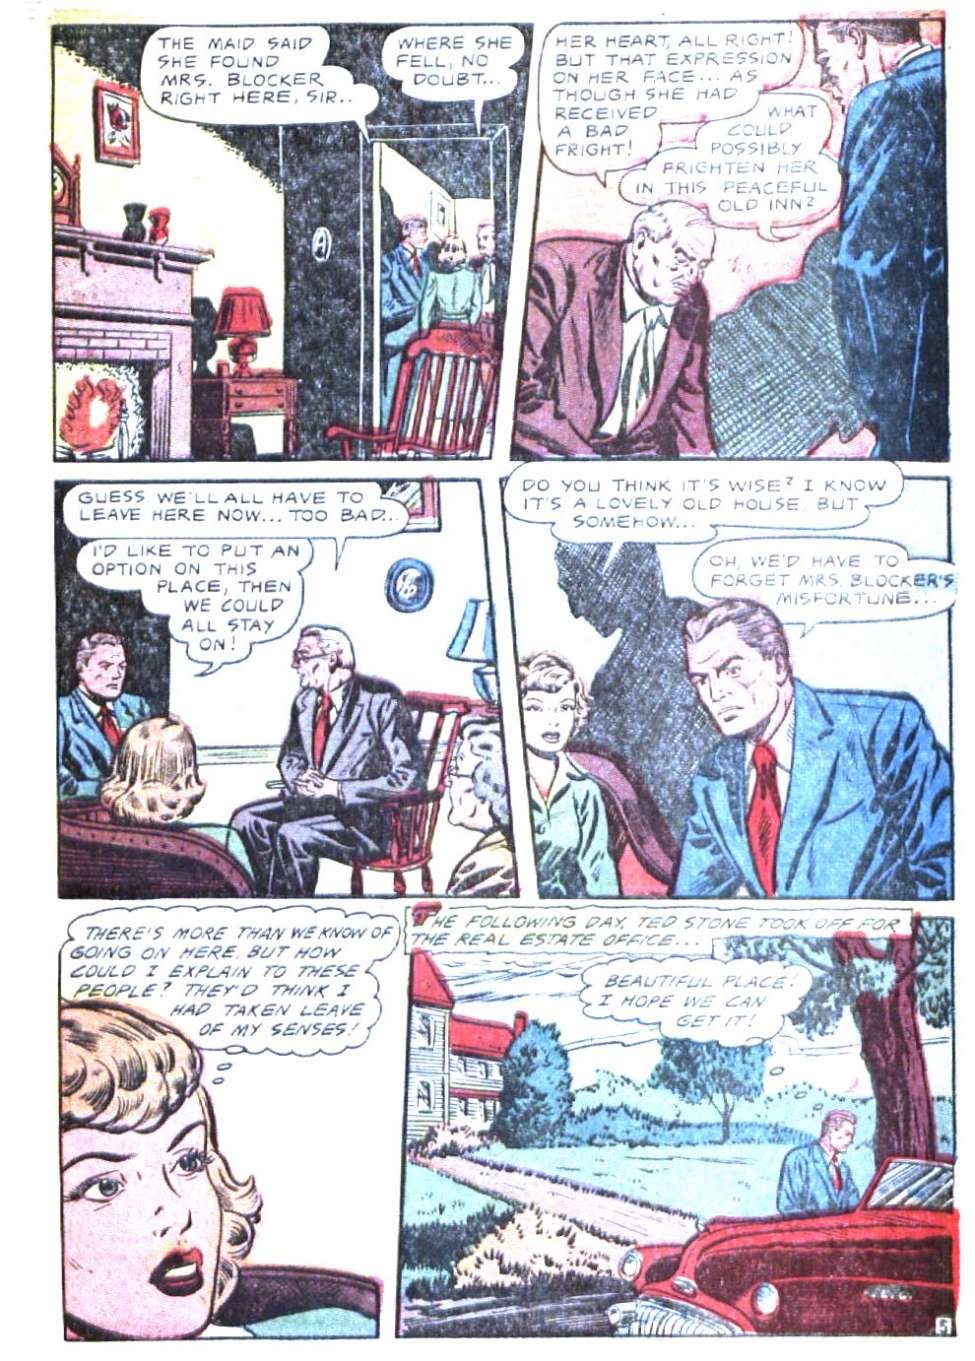 THE MAID SAID
SHE FOUND
MRS. BLOCKER
RIGHT HERE, SIR..
WHERE SHE
FELL, NO
DOUBT...
HER HEART, ALL RIGHT!
BUT THAT EXPRESSION
ON HER FACE... AS
THOUGH SHE HAD
RECEIVED
A BAD
FRIGHT!
WHAT
COULD
POSSIBLY
FRIGHTEN HER
IN THIS PEACEFUL
OLD INN?
GUESS WE'LL ALL HAVE TO
LEAVE HERE NOW... TOO BAD...
I'D LIKE TO PUT AN
OPTION ON THIS
PLACE, THEN
WE COULD
ALL STAY
ON!
DO YOU THINK IT'S WISE? I KNOW
IT'S A LOVELY OLD HOUSE, BUT
SOMEHOW...
OH, WE'D HAVE TO
FORGET MRS. BLOCKER'S
MISFORTUNE...
THERE'S MORE THAN WE KNOW OF
GOING ON HERE, BUT HOW
COULD I EXPLAIN TO THESE
PEOPLE? THEY'D THINK I
HAD TAKEN LEAVE
OF MY SENSES!
THE FOLLOWING DAY, TED STONE TOOK OFF FOR
THE REAL ESTATE OFFICE...
BEAUTIFUL PLACE!
I HOPE WE CAN
GET IT!
5